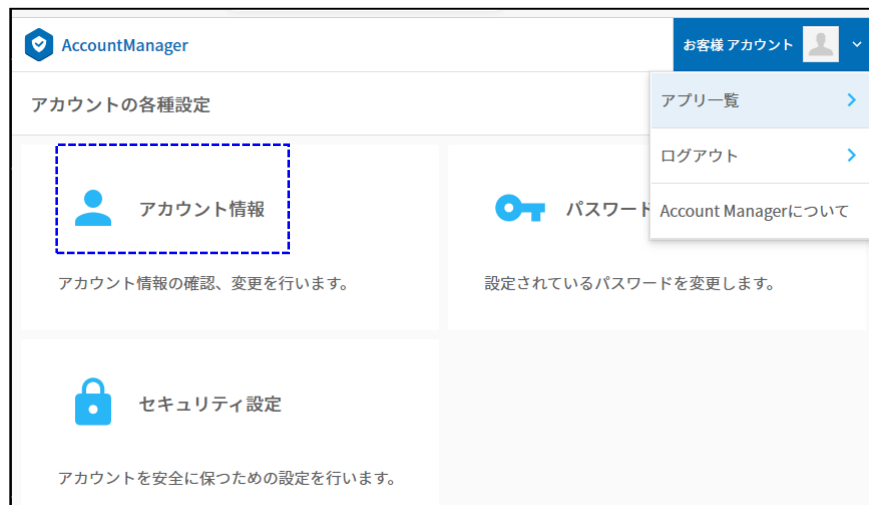 AccountManager
お客様 アカウント
アカウントの各種設定
アプリ一覧
ログアウト
Account Managerについて
アカウント情報
パスワード
アカウント情報の確認、変更を行います。
設定されているパスワードを変更します。
セキュリティ設定
アカウントを安全に保つための設定を行います。